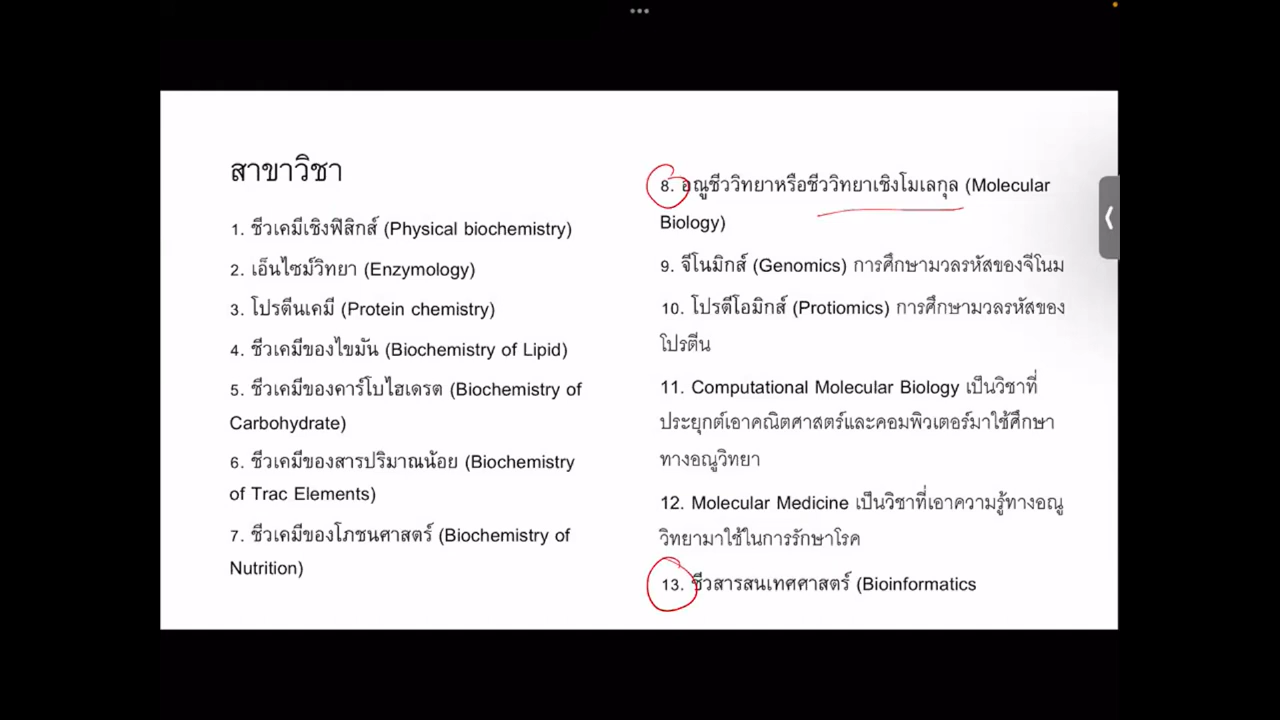 สาขาวิชา
1. ชีวเคมีเชิงฟิสิกส์ (Physical biochemistry)
2. เอ็นไซม์วิทยา (Enzymology)
3. โปรตีนเคมี (Protein chemistry)
4. ชีวเคมีของไขมัน (Biochemistry of Lipid)
5. ชีวเคมีของคาร์โบไฮเดรต (Biochemistry of
Carbohydrate)
6. ชีวเคมีของสารปริมาณน้อย (Biochemistry
of Trac Elements)
7. ชีวเคมีของโภชนศาสตร์ (Biochemistry of
Nutrition)
8. อณูชีววิทยาหรือชีววิทยาเชิงโมเลกุล (Molecular
Biology)
9. จีโนมิกส์ (Genomics) การศึกษามวลรหัสของจีโนม
10. โปรตีโอมิกส์ (Protiomics) การศึกษามวลรหัสของ
โปรตีน
11. Computational Molecular Biology เป็นวิชาที่
ประยุกต์เอาคณิตศาสตร์และคอมพิวเตอร์มาใช้ศึกษา
ทางอณูวิทยา
12. Molecular Medicine เป็นวิชาที่เอาความรู้ทางอณู
วิทยามาใช้ในการรักษาโรค
13. ชีวสารสนเทศศาสตร์ (Bioinformatics